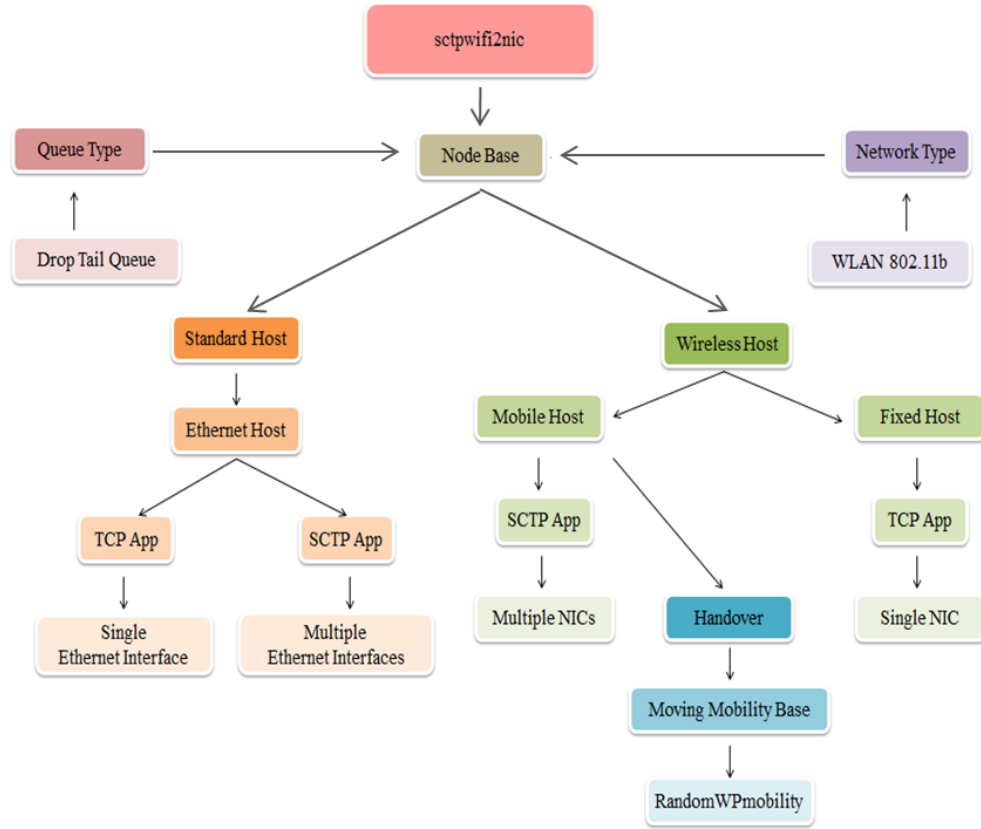 sctpwifi2nic
Queue Type
Node Base
Network Type
Drop Tail Queue
WLAN 802.11b
Standard Host
Wireless Host
Ethernet Host
Mobile Host
Fixed Host
TCP App
SCTP App
SCTP App
TCP App
Single
Ethernet Interface
Multiple
Ethernet Interfaces
Multiple NICs
Handover
Single NIC
Moving Mobility Base
RandomWPmobility